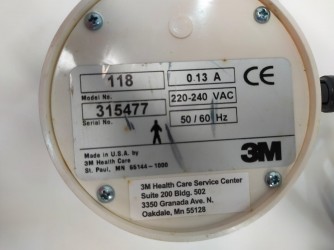 118
0.13 A
CE
Model No.
220-240 VAC
315477
Serial No.
50 / 60 Hz
Made in U.S.A. by
3M Health Care
St. Paul, MN 55144-1000
3M
3M Health Care Service Center
Suite 200 Bldg. 502
3350 Granada Ave. N.
Oakdale, Mn 55128